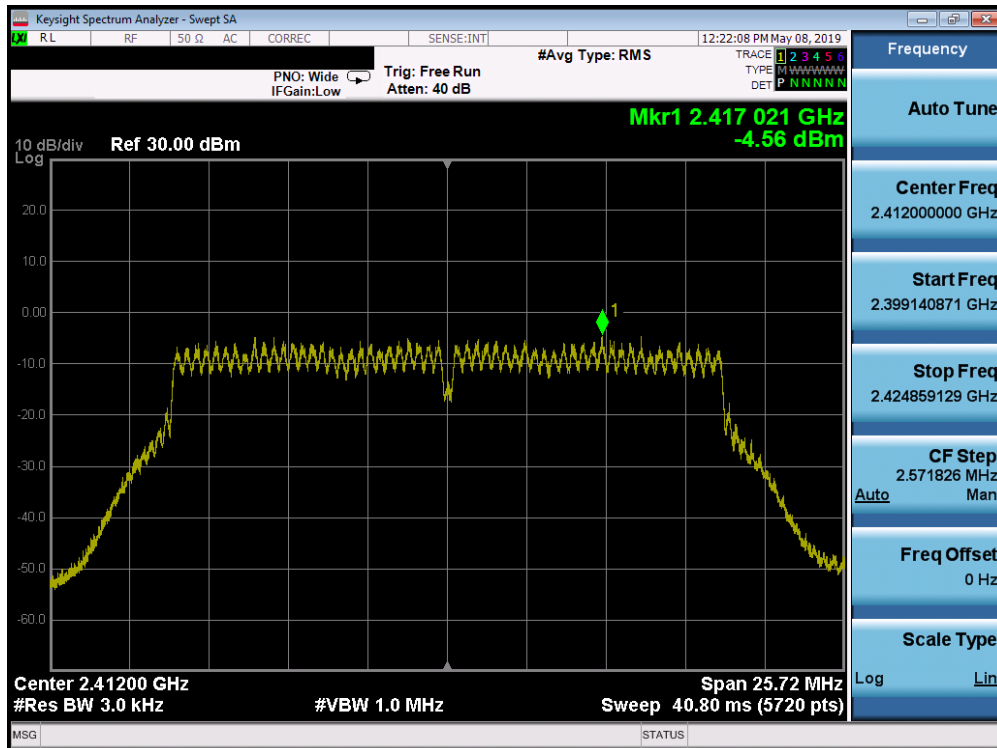 Keysight Spectrum Analyzer - Swept SA
LXI RL RF 50 Ω AC CORREC SENSE:INT 12:22:08 PM May 08, 2019
#Avg Type: RMS
TRACE 1 2 3 4 5 6
PNO: Wide Trig: Free Run
TYPE M W W W W W
IFGain:Low Atten: 40 dB
DET P N N N N N
Mkr1 2.417 021 GHz
-4.56 dBm
10 dB/div Ref 30.00 dBm
Log
20.0
10.0
0.00
1
-10.0
-20.0
-30.0
-40.0
-50.0
-60.0
Center 2.41200 GHz Span 25.72 MHz
#Res BW 3.0 kHz #VBW 1.0 MHz Sweep 40.80 ms (5720 pts)
MSG STATUS
Frequency
Auto Tune
Center Freq
2.412000000 GHz
Start Freq
2.399140871 GHz
Stop Freq
2.424859129 GHz
CF Step
2.571826 MHz
Auto Man
Freq Offset
0 Hz
Scale Type
Log Lin